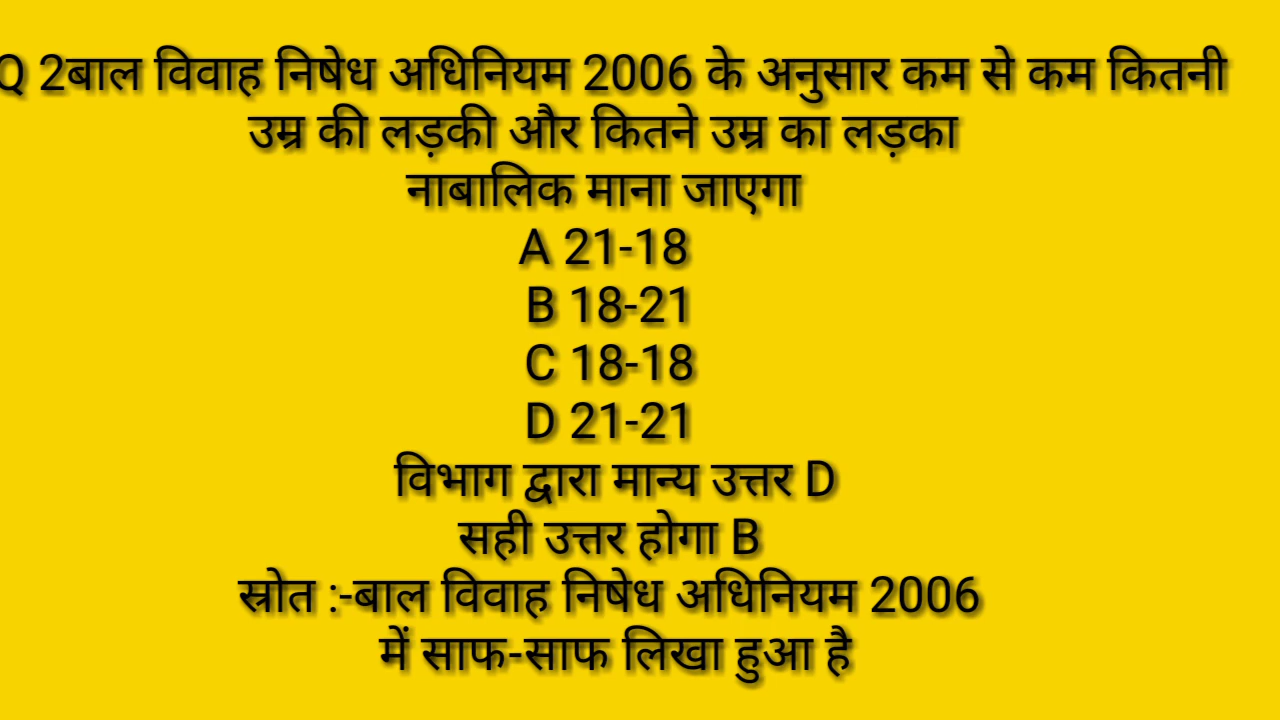 Q 2बाल विवाह निषेध अधिनियम 2006 के अनुसार कम से कम कितनी
उम्र की लड़की और कितने उम्र का लड़का
नाबालिक माना जाएगा
A 21-18
B 18-21
C 18-18
D 21-21
विभाग द्वारा मान्य उत्तर D
सही उत्तर होगा B
स्रोत :-बाल विवाह निषेध अधिनियम 2006
में साफ-साफ लिखा हुआ है